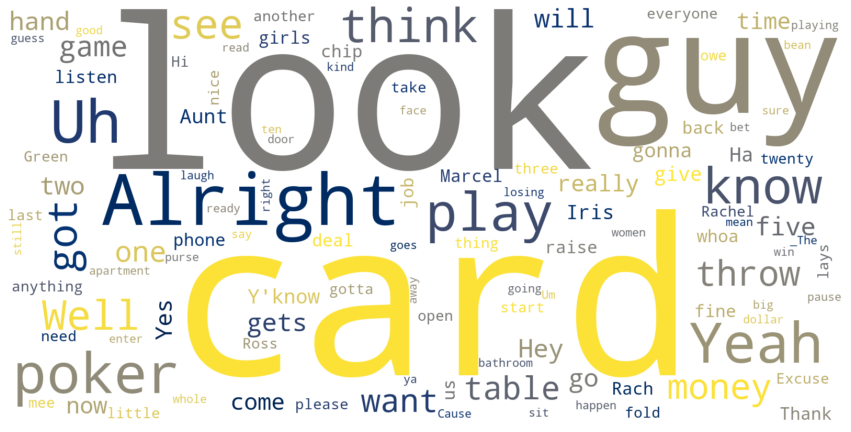 hand
guess
good
see
another
girls
read
think
will
everyone
time
playing
game
Hi
chip
kind
look
guy
owe
bean
listen
nice
Aunt
take
face
sure
Uh
ten
door
back
bet
Green
gonna
Ha
twenty
laugh
three
Marcel
really
give
know
two
Alright
right
job
play
losing
Iris
Rachel
mean
_The
last
still
got
ready
phone
say
deal
goes
thing
raise
women
whoa
five
win
one
purse
apartment
card
throw
lays
anything
Y'know
gotta
away
going
Um
start
fine
big
dollar
pause
Well
need
enter
Yes
gets
Ross
open
Hey
Yeah
poker
bathroom
ya
us
table
go
Rach
money
Excuse
mee
now
little
whole
come
please
want
Cause
sit
happen
fold
Thank